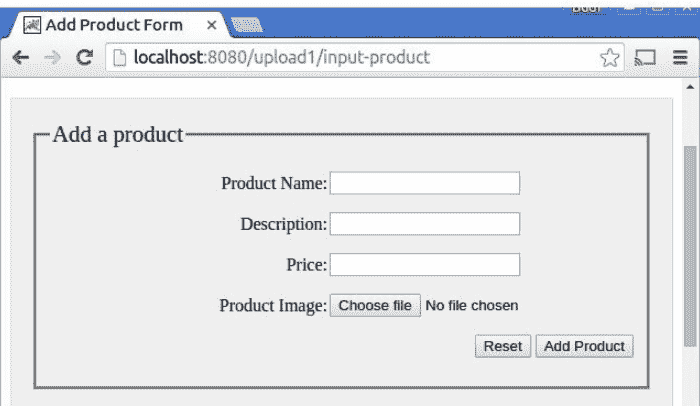 Add Product Form
localhost:8080/upload1/input-product
Add a product
Product Name:
Description:
Price:
Product Image: Choose file No file chosen
Reset Add Product